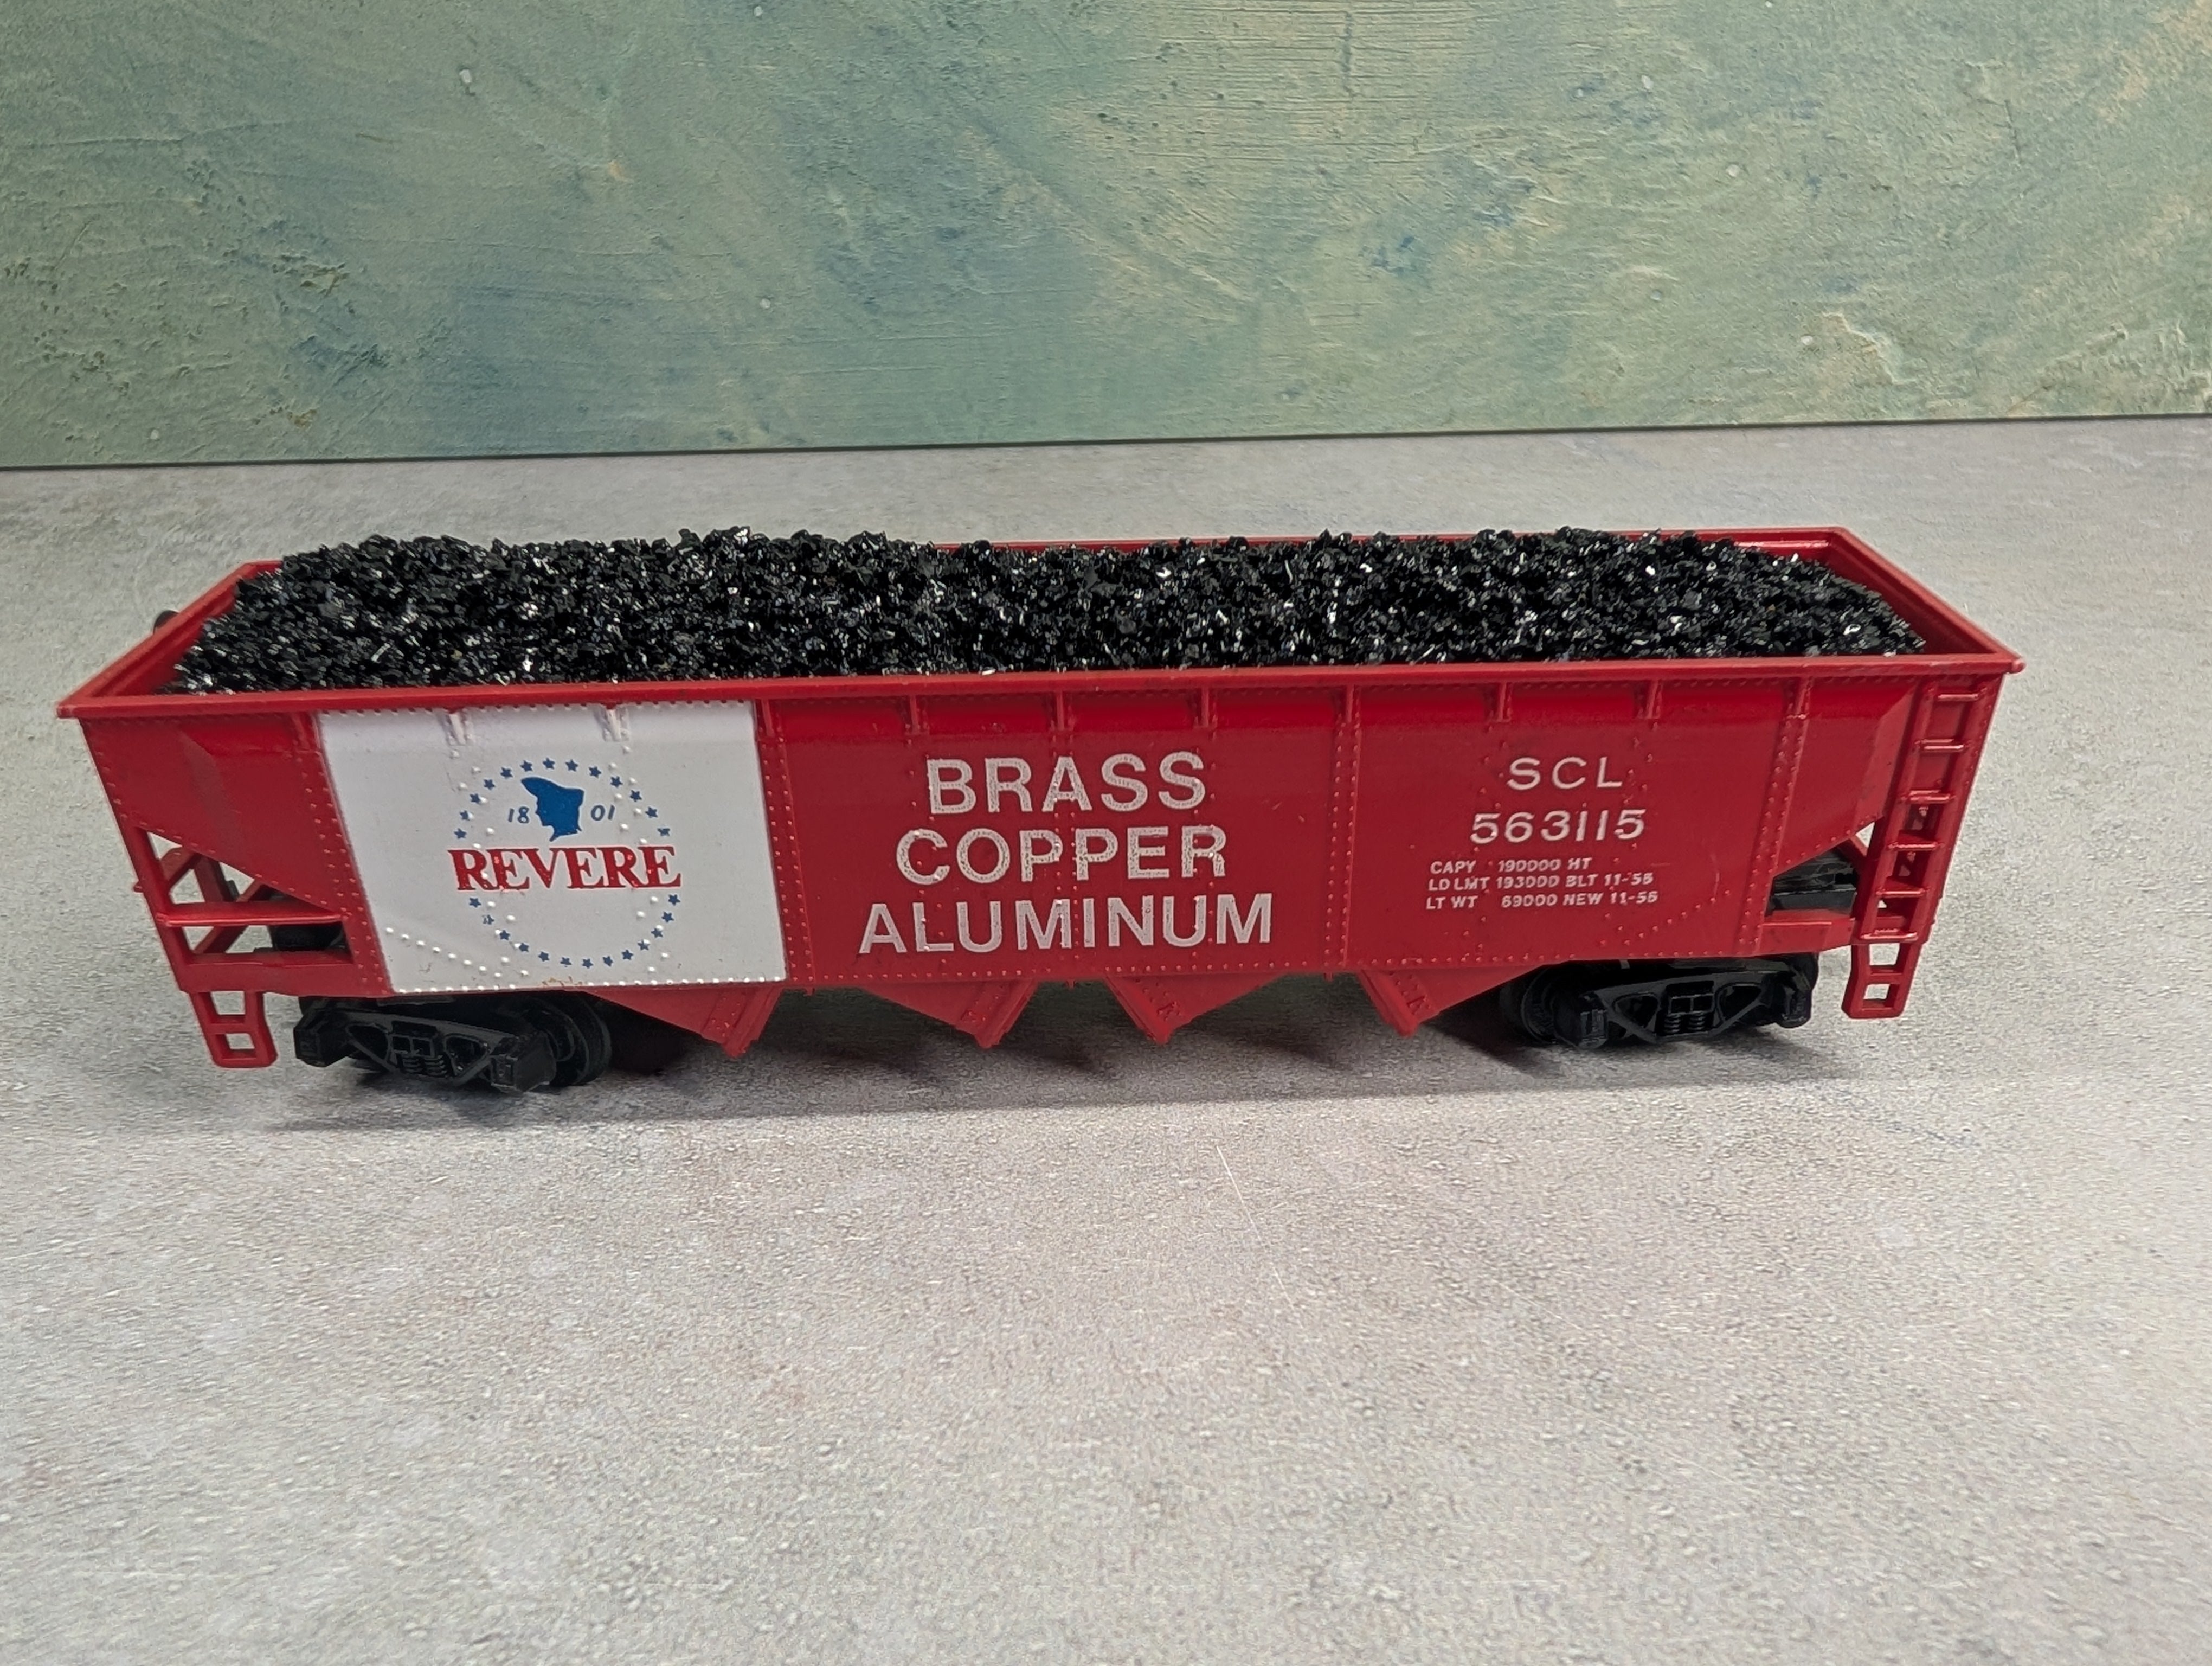 18 01
REVERE
BRASS
COPPER
ALUMINUM
SCL
563115
CAPY 190000 HT
LD LMT 193000 BLT 11-56
LT WT 69000 NEW 11-56